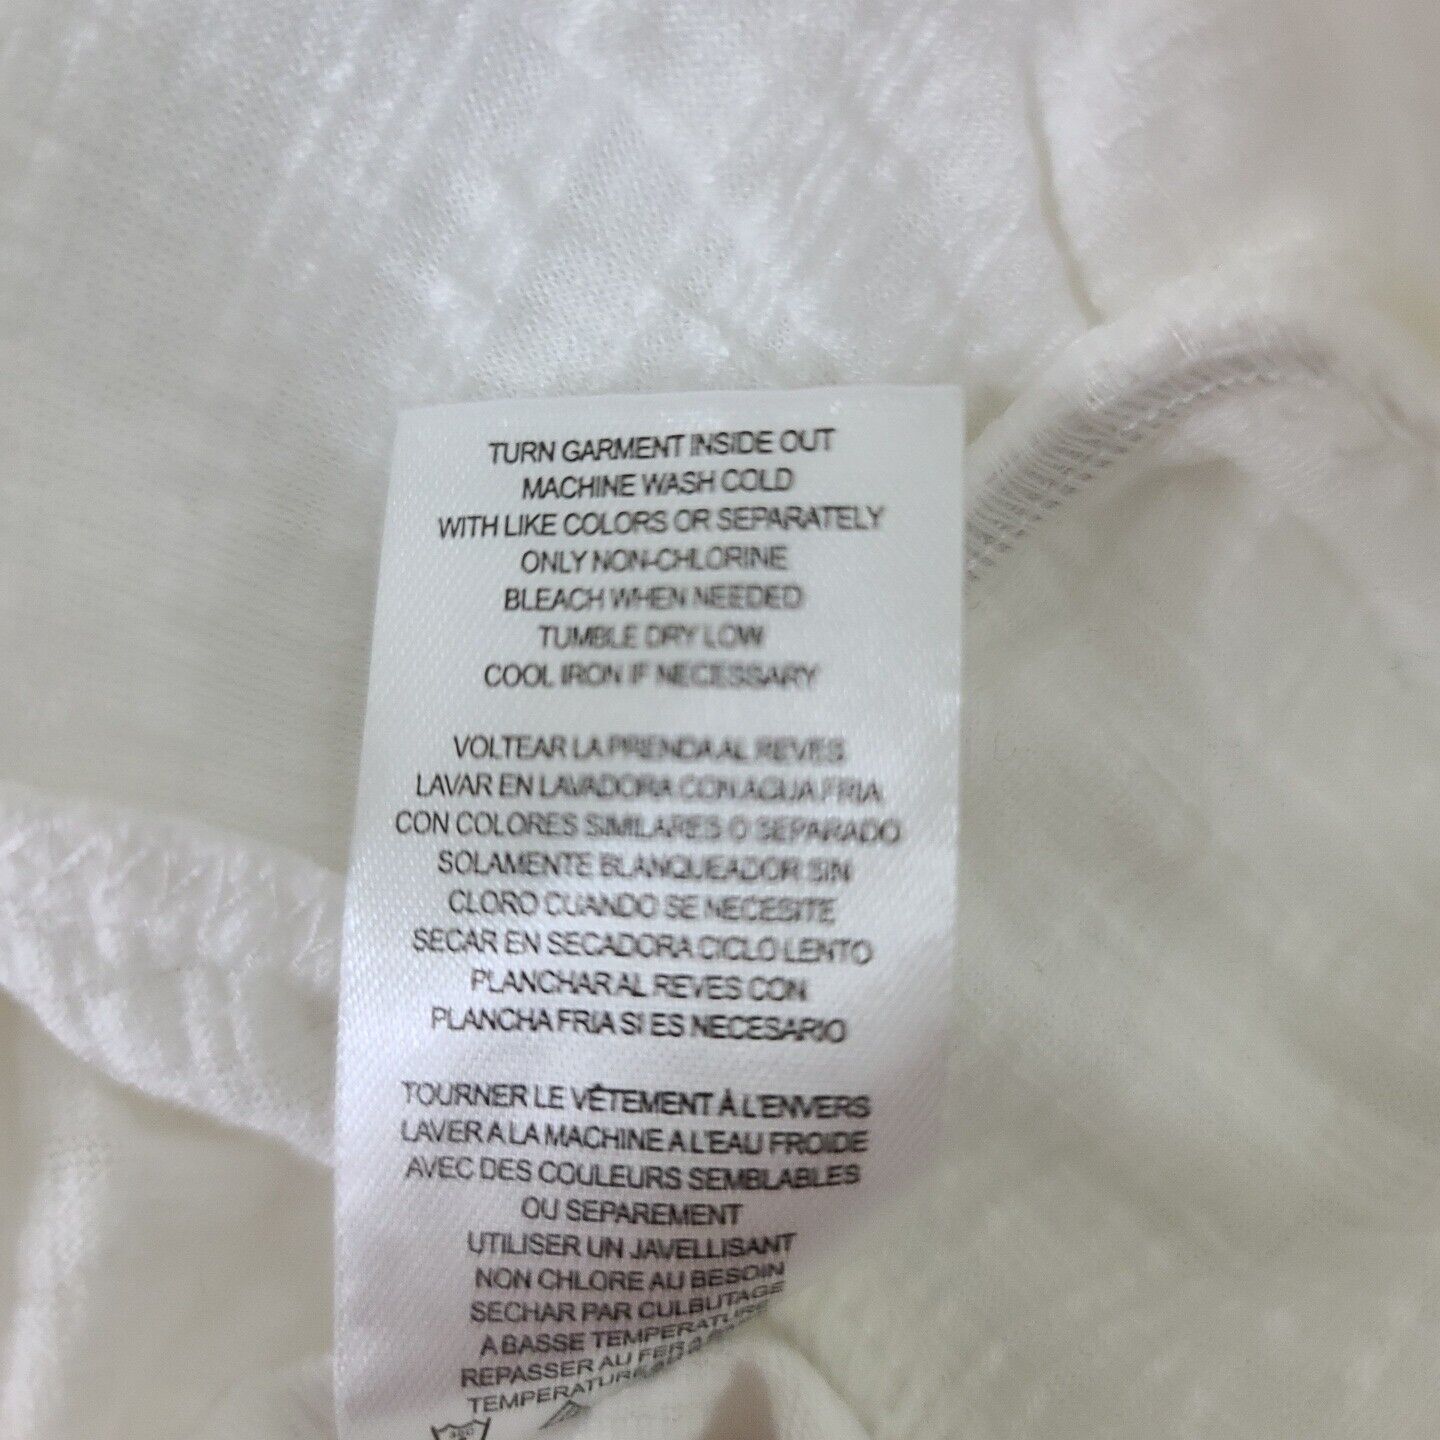 TURN GARMENT INSIDE OUT
MACHINE WASH COLD
WITH LIKE COLORS OR SEPARATELY
ONLY NON-CHLORINE
BLEACH WHEN NEEDED
TUMBLE DRY LOW
COOL IRON IF NECESSARY
VOLTEAR LA PRENDA AL REVES
LAVAR EN LAVADORA CON AGUA FRIA
CON COLORES SIMILARES O SEPARADO
SOLAMENTE BLANQUEADOR SIN
CLORO CUANDO SE NECESITE
SECAR EN SECADORA CICLO LENTO
PLANCHAR AL REVES CON
PLANCHA FRIA SI ES NECESARIO
TOURNER LE VÊTEMENT À L'ENVERS
LAVER A LA MACHINE A L'EAU FROIDE
AVEC DES COULEURS SEMBLABLES
OU SEPAREMENT
UTILISER UN JAVELLISANT
NON CHLORE AU BESOIN
SECHAR PAR CULBUTAGE
A BASSE TEMPERATURE
REPASSER AU FER A
TEMPERATURE